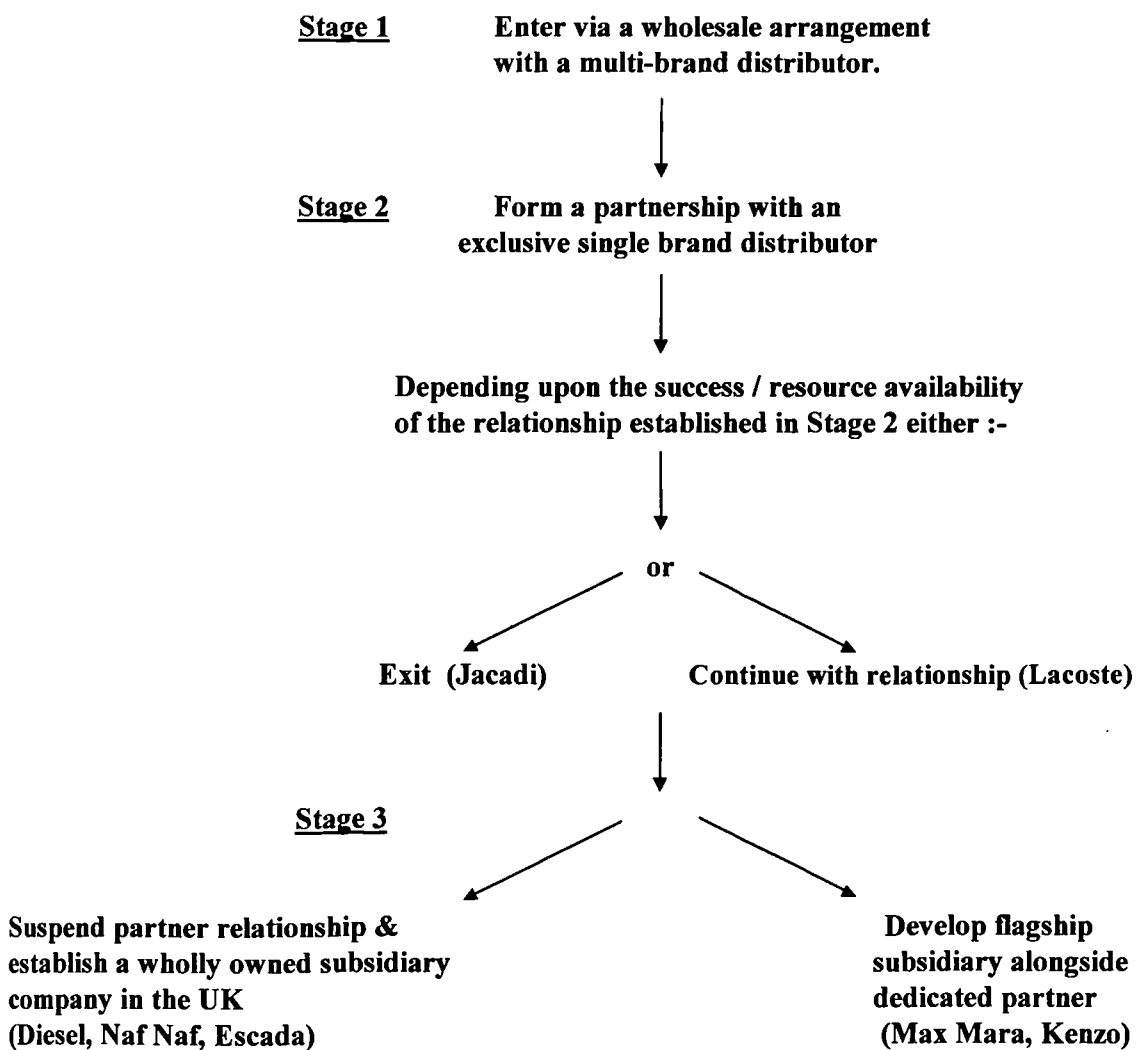 Stage 1 Enter via a wholesale arrangement
with a multi-brand distributor.
Stage 2 Form a partnership with an
exclusive single brand distributor
Depending upon the success / resource availability
of the relationship established in Stage 2 either :-
or
Exit (Jacadi) Continue with relationship (Lacoste)
Stage 3
Suspend partner relationship &
establish a wholly owned subsidiary
company in the UK
(Diesel, Naf Naf, Escada)
Develop flagship
subsidiary alongside
dedicated partner
(Max Mara, Kenzo)